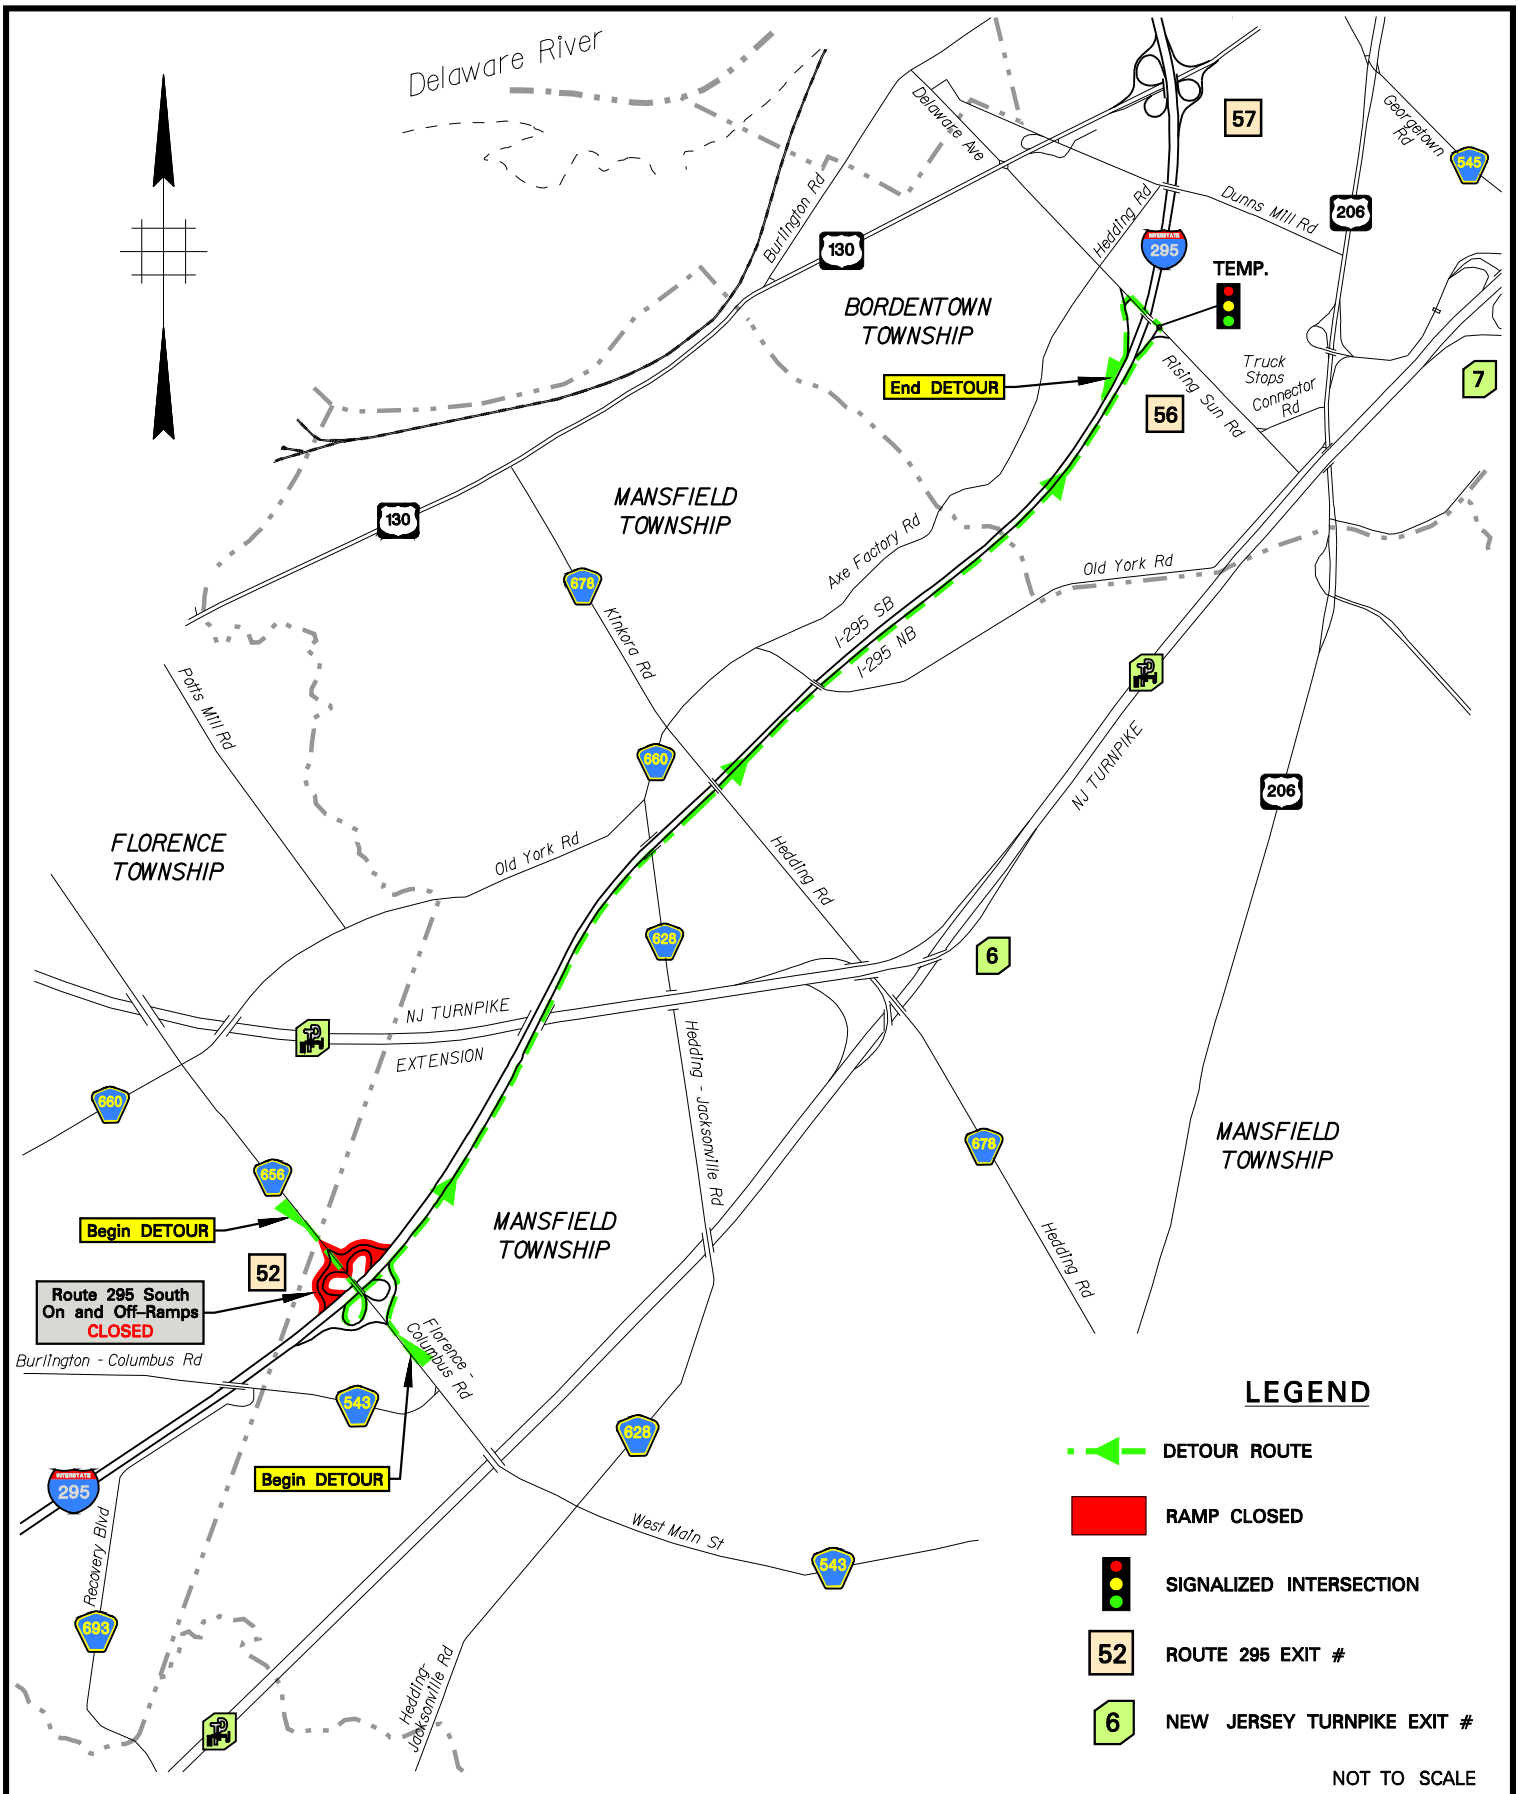 Delaware River
57
Delaware Ave
Georgetown
Rd
545
Burlington Rd
Hedding Rd
Dunns Mill Rd
206
130
INTERSTATE
295
TEMP.
BORDENTOWN
TOWNSHIP
End DETOUR
56
Rising Sun Rd
Truck
Stops
Connector
Rd
7
MANSFIELD
TOWNSHIP
130
678
Kinkora Rd
Axe Factory Rd
Old York Rd
I-295 SB
I-295 NB
Potts Mill Rd
660
NJ TURNPIKE
206
FLORENCE
TOWNSHIP
Old York Rd
Hedding Rd
628
6
NJ TURNPIKE
EXTENSION
Hedding - Jacksonville Rd
660
678
656
MANSFIELD
TOWNSHIP
MANSFIELD
TOWNSHIP
Begin DETOUR
52
Hedding Rd
Route 295 South
On and Off-Ramps
CLOSED
Florence -
Columbus Rd
Burlington - Columbus Rd
543
628
Begin DETOUR
INTERSTATE
295
Recovery Blvd
West Main St
543
693
Hedding-
Jacksonville Rd
LEGEND
DETOUR ROUTE
RAMP CLOSED
SIGNALIZED INTERSECTION
52
ROUTE 295 EXIT #
6
NEW JERSEY TURNPIKE EXIT #
NOT TO SCALE